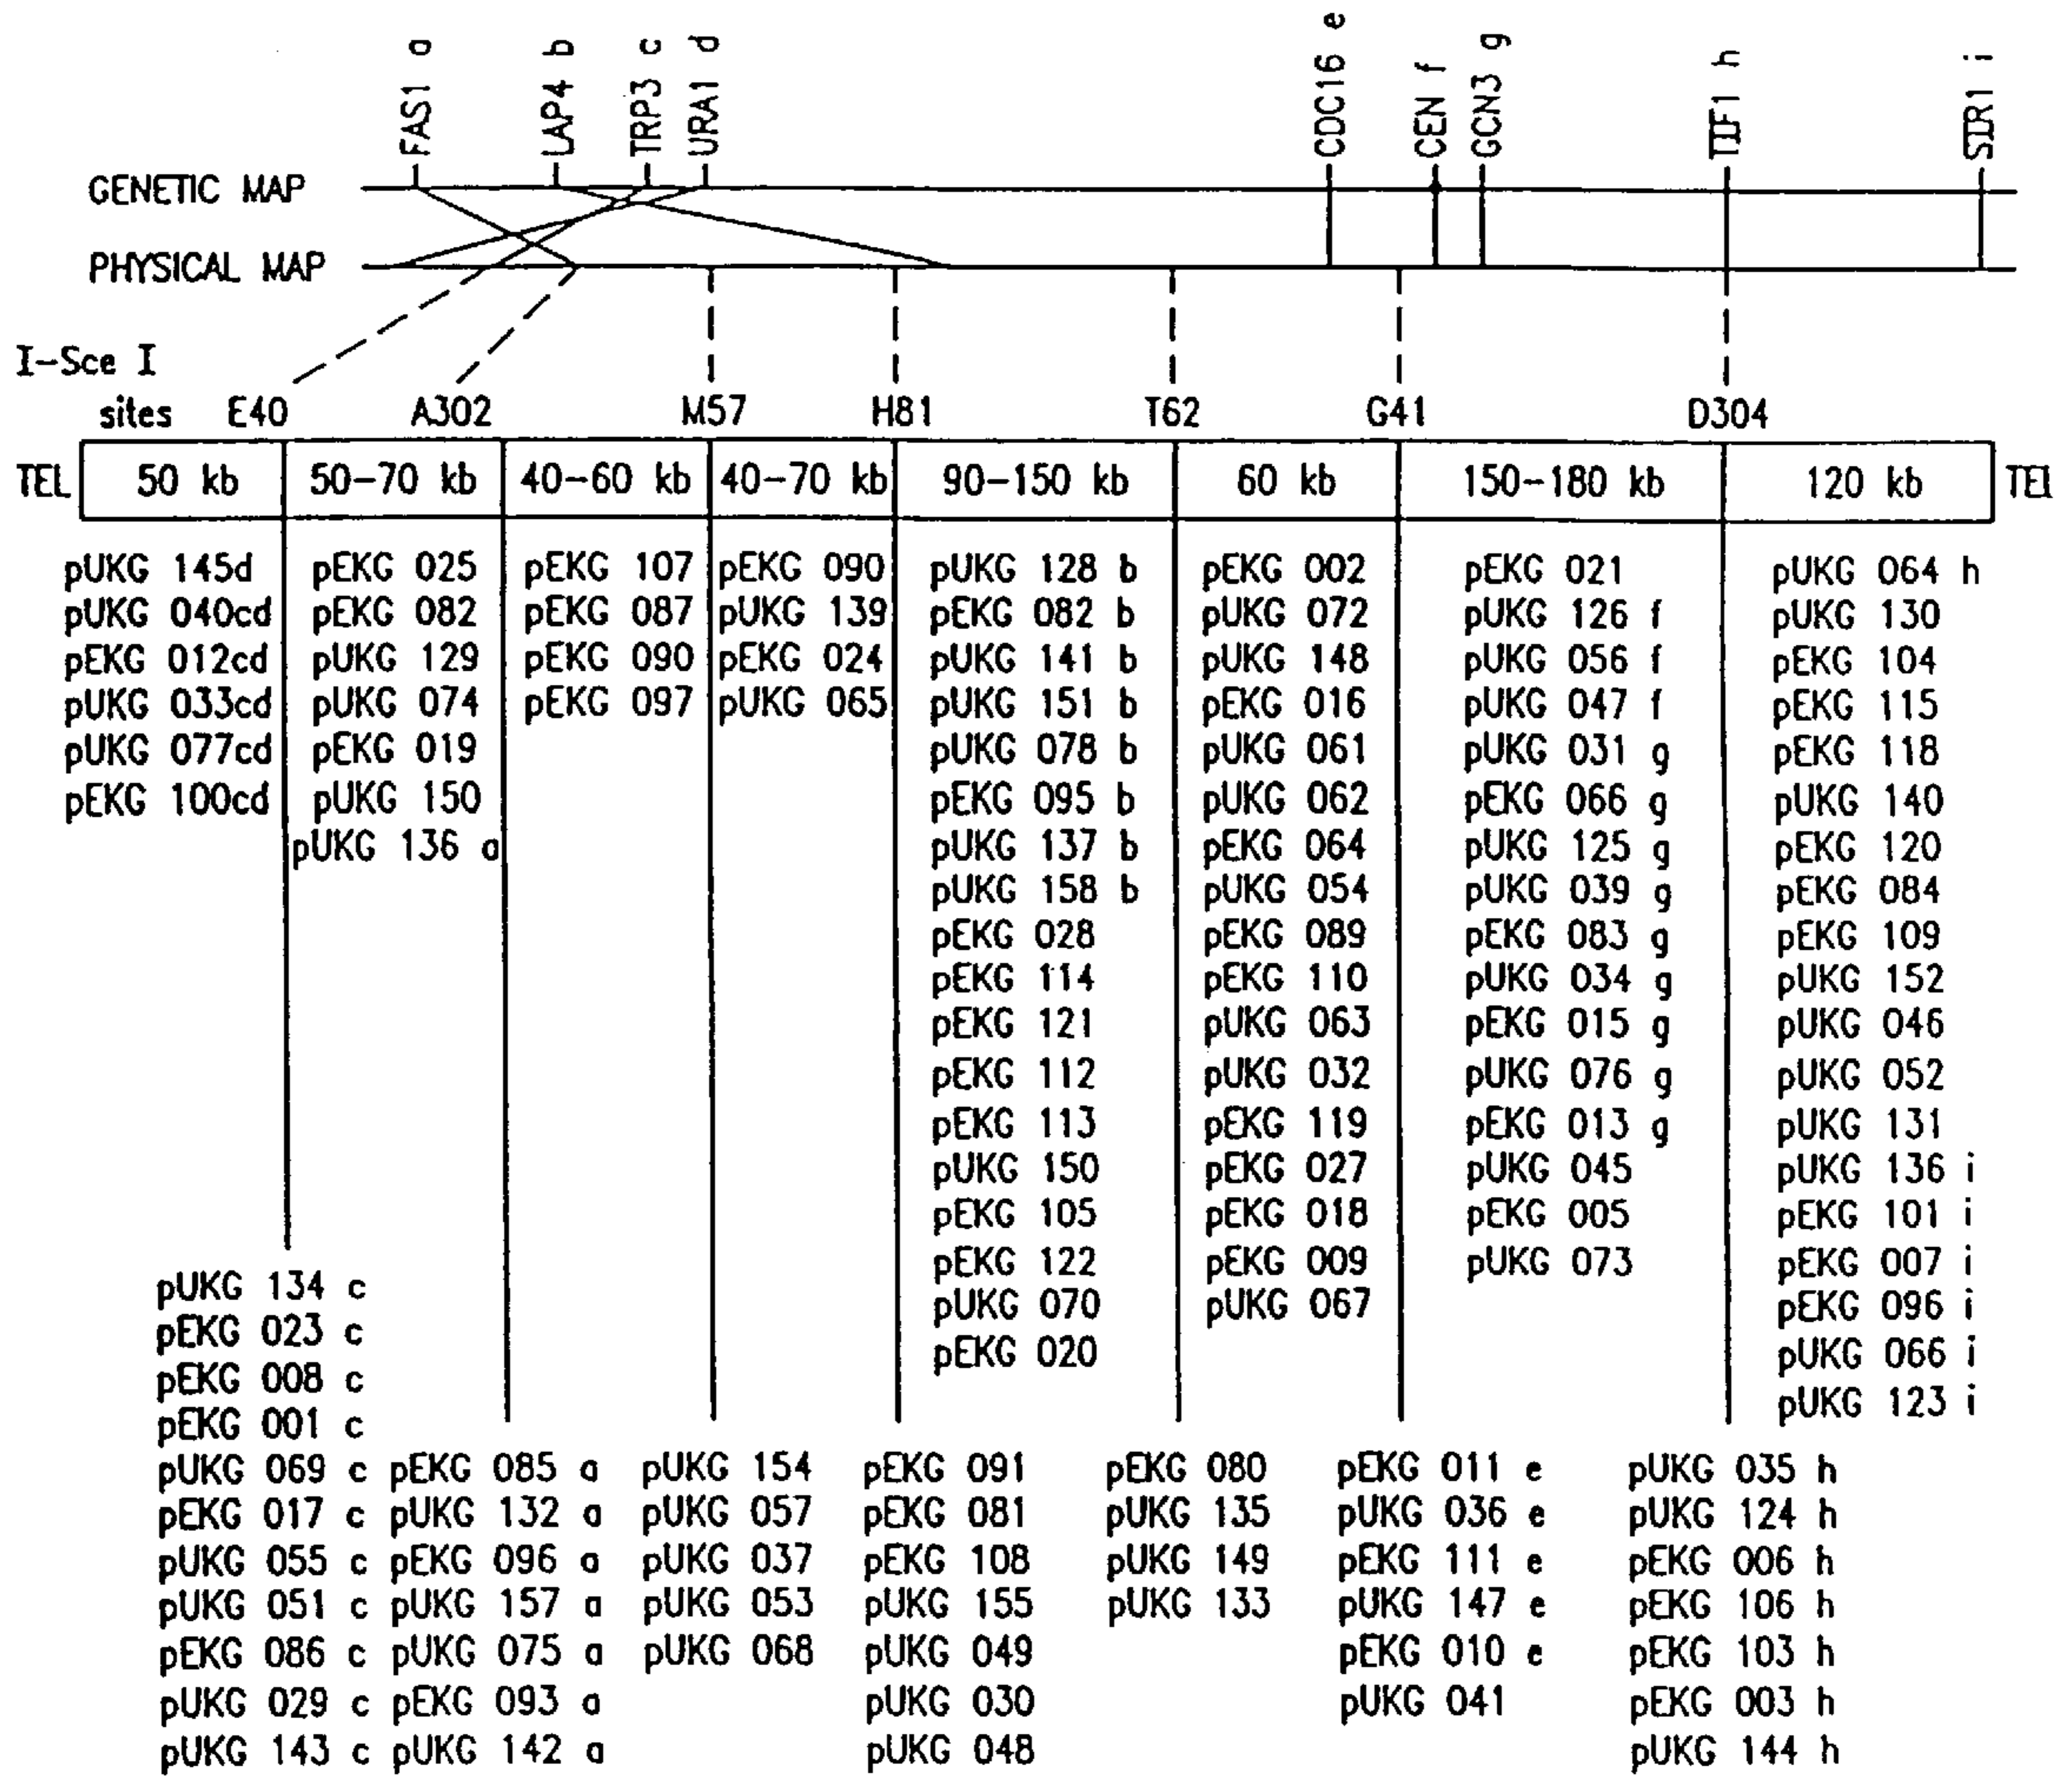 FAS1 a LAP4 b TRP3 c URA1 d CDC16 e CEN f GCN3 g TIF1 h SIR1 i
GENETIC MAP
PHYSICAL MAP
I-Sce I
sites E40 A302 M57 H81 T62 G41 D304
TEL 50 kb 50-70 kb 40-60 kb 40-70 kb 90-150 kb 60 kb 150-180 kb 120 kb TEL
pUKG 145d pEKG 025 pEKG 107 pEKG 090 pUKG 128 b pEKG 002 pEKG 021 pUKG 064 h
pUKG 040cd pEKG 082 pEKG 087 pUKG 139 pEKG 082 b pUKG 072 pUKG 126 f pUKG 130
pEKG 012cd pUKG 129 pEKG 090 pEKG 024 pUKG 141 b pUKG 148 pUKG 056 f pEKG 104
pUKG 033cd pUKG 074 pEKG 097 pUKG 065 pUKG 151 b pEKG 016 pUKG 047 f pEKG 115
pUKG 077cd pEKG 019 pUKG 078 b pUKG 061 pUKG 031 g pEKG 118
pEKG 100cd pUKG 150 pEKG 095 b pUKG 062 pEKG 066 g pUKG 140
pUKG 136 a pUKG 137 b pEKG 064 pUKG 125 g pEKG 120
pUKG 158 b pUKG 054 pUKG 039 g pEKG 084
pEKG 028 pEKG 089 pEKG 083 g pEKG 109
pEKG 114 pEKG 110 pUKG 034 g pUKG 152
pEKG 121 pUKG 063 pEKG 015 g pUKG 046
pEKG 112 pUKG 032 pUKG 076 g pUKG 052
pEKG 113 pEKG 119 pEKG 013 g pUKG 131
pUKG 150 pEKG 027 pUKG 045 pUKG 136 i
pEKG 105 pEKG 018 pEKG 005 pEKG 101 i
pEKG 122 pEKG 009 pUKG 073 pEKG 007 i
pUKG 134 c
pUKG 070 pUKG 067 pEKG 096 i
pEKG 023 c
pEKG 020 pUKG 066 i
pEKG 008 c
pUKG 123 i
pEKG 001 c
pUKG 069 c pEKG 085 a pUKG 154 pEKG 091 pEKG 080 pEKG 011 e pUKG 035 h
pEKG 017 c pUKG 132 a pUKG 057 pEKG 081 pUKG 135 pUKG 036 e pUKG 124 h
pUKG 055 c pEKG 096 a pUKG 037 pEKG 108 pUKG 149 pEKG 111 e pEKG 006 h
pUKG 051 c pUKG 157 a pUKG 053 pUKG 155 pUKG 133 pUKG 147 e pEKG 106 h
pEKG 086 c pUKG 075 a pUKG 068 pUKG 049 pEKG 010 e pEKG 103 h
pUKG 029 c pEKG 093 a pUKG 030 pUKG 041 pEKG 003 h
pUKG 143 c pUKG 142 a pUKG 048 pUKG 144 h